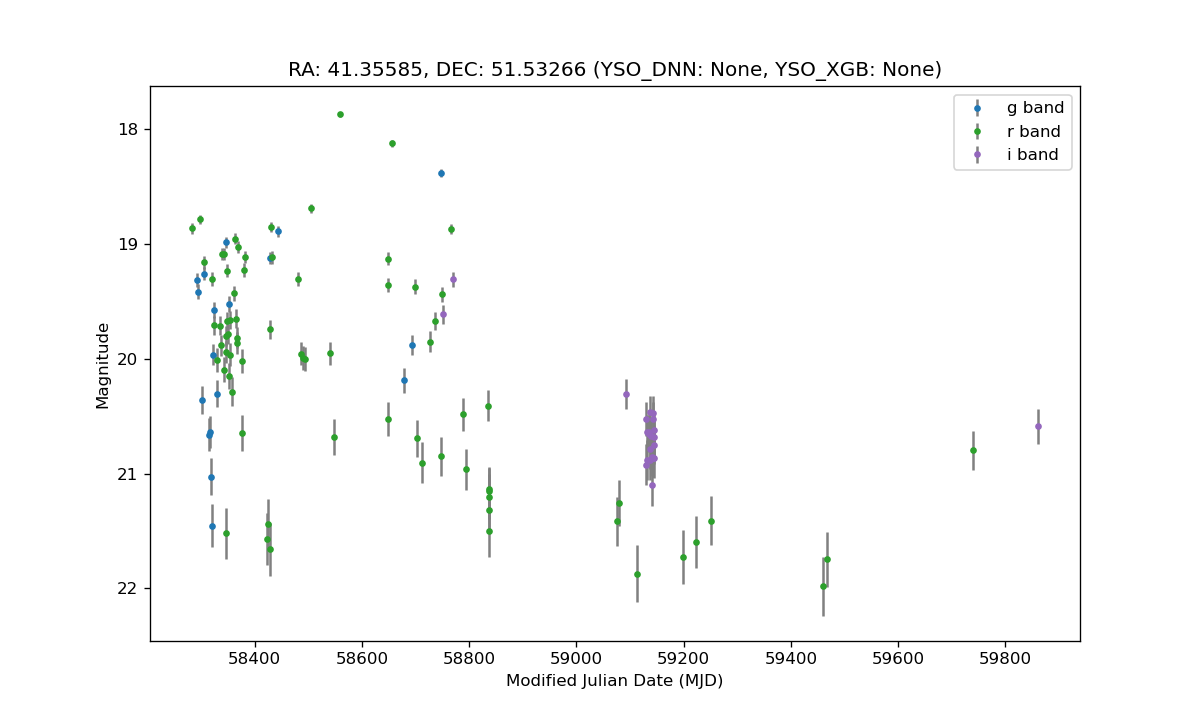 RA: 41.35585, DEC: 51.53266 (YSO_DNN: None, YSO_XGB: None)
g band
r band
i band
18
19
20
21
22
Magnitude
58400
58600
58800
59000
59200
59400
59600
59800
Modified Julian Date (MJD)